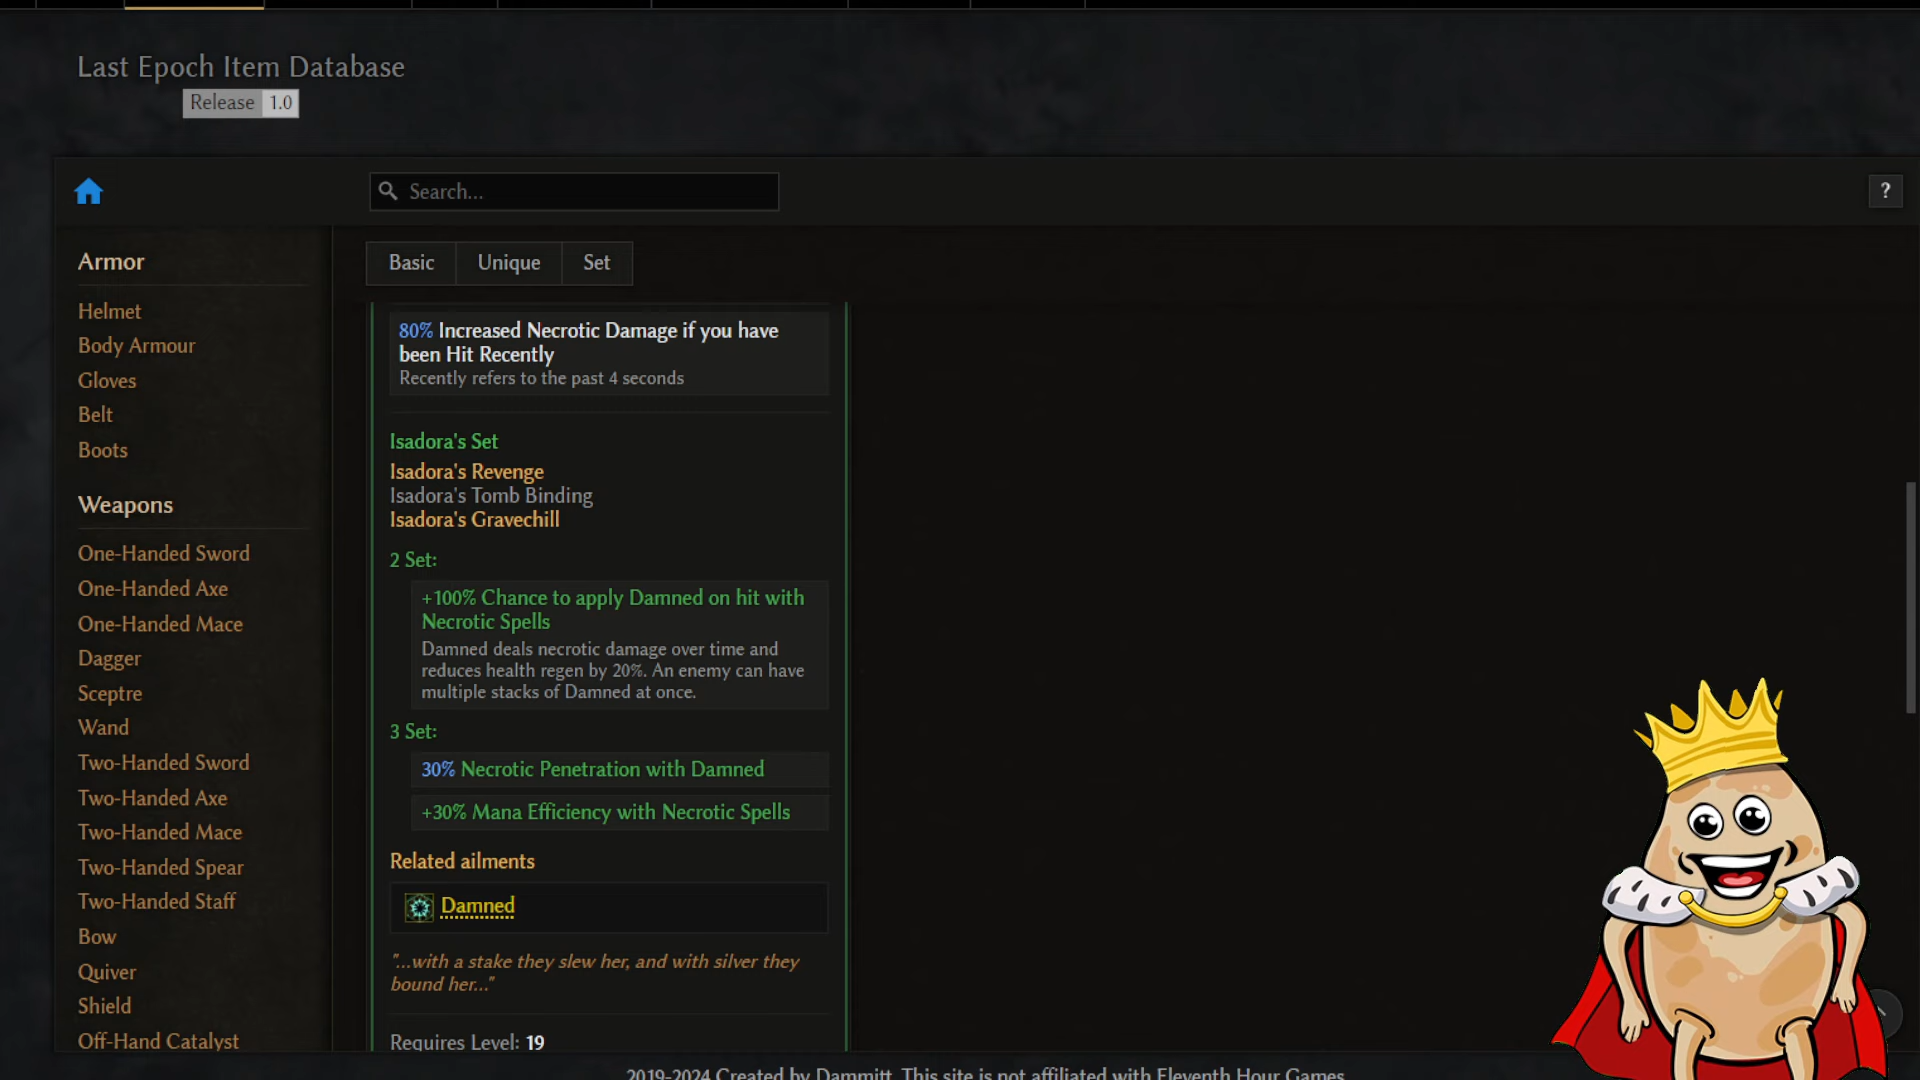 Last Epoch Item Database
Release 1.0
Search...
?
Armor
Helmet
Body Armour
Gloves
Belt
Boots
Weapons
One-Handed Sword
One-Handed Axe
One-Handed Mace
Dagger
Sceptre
Wand
Two-Handed Sword
Two-Handed Axe
Two-Handed Mace
Two-Handed Spear
Two-Handed Staff
Bow
Quiver
Shield
Off-Hand Catalyst
Basic Unique Set
80% Increased Necrotic Damage if you have
been Hit Recently
Recently refers to the past 4 seconds
Isadora's Set
Isadora's Revenge
Isadora's Tomb Binding
Isadora's Gravechill
2 Set:
+100% Chance to apply Damned on hit with
Necrotic Spells
Damned deals necrotic damage over time and
reduces health regen by 20%. An enemy can have
multiple stacks of Damned at once.
3 Set:
30% Necrotic Penetration with Damned
+30% Mana Efficiency with Necrotic Spells
Related ailments
Damned
"...with a stake they slew her, and with silver they
bound her..."
Requires Level: 19
2019-2024 Created by Dammitt. This site is not affiliated with Eleventh Hour Games.